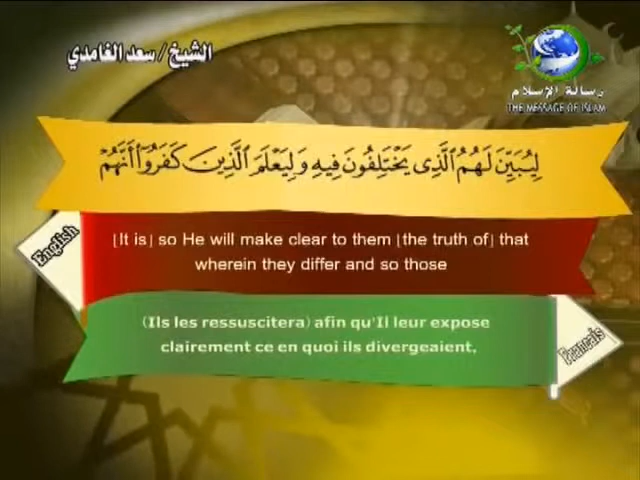 الشيخ/سعد الغامدي
رسالة الإسلام
THE MESSAGE OF ISLAM
لِيُبَيِّنَ لَهُمُ الَّذِي يَخْتَلِفُونَ فِيهِ وَلِيَعْلَمَ الَّذِينَ كَفَرُوا أَنَّهُمْ
English
[It is] so He will make clear to them [the truth of] that
wherein they differ and so those
(Ils les ressuscitera) afin qu'Il leur expose
clairement ce en quoi ils divergeaient,
Francais